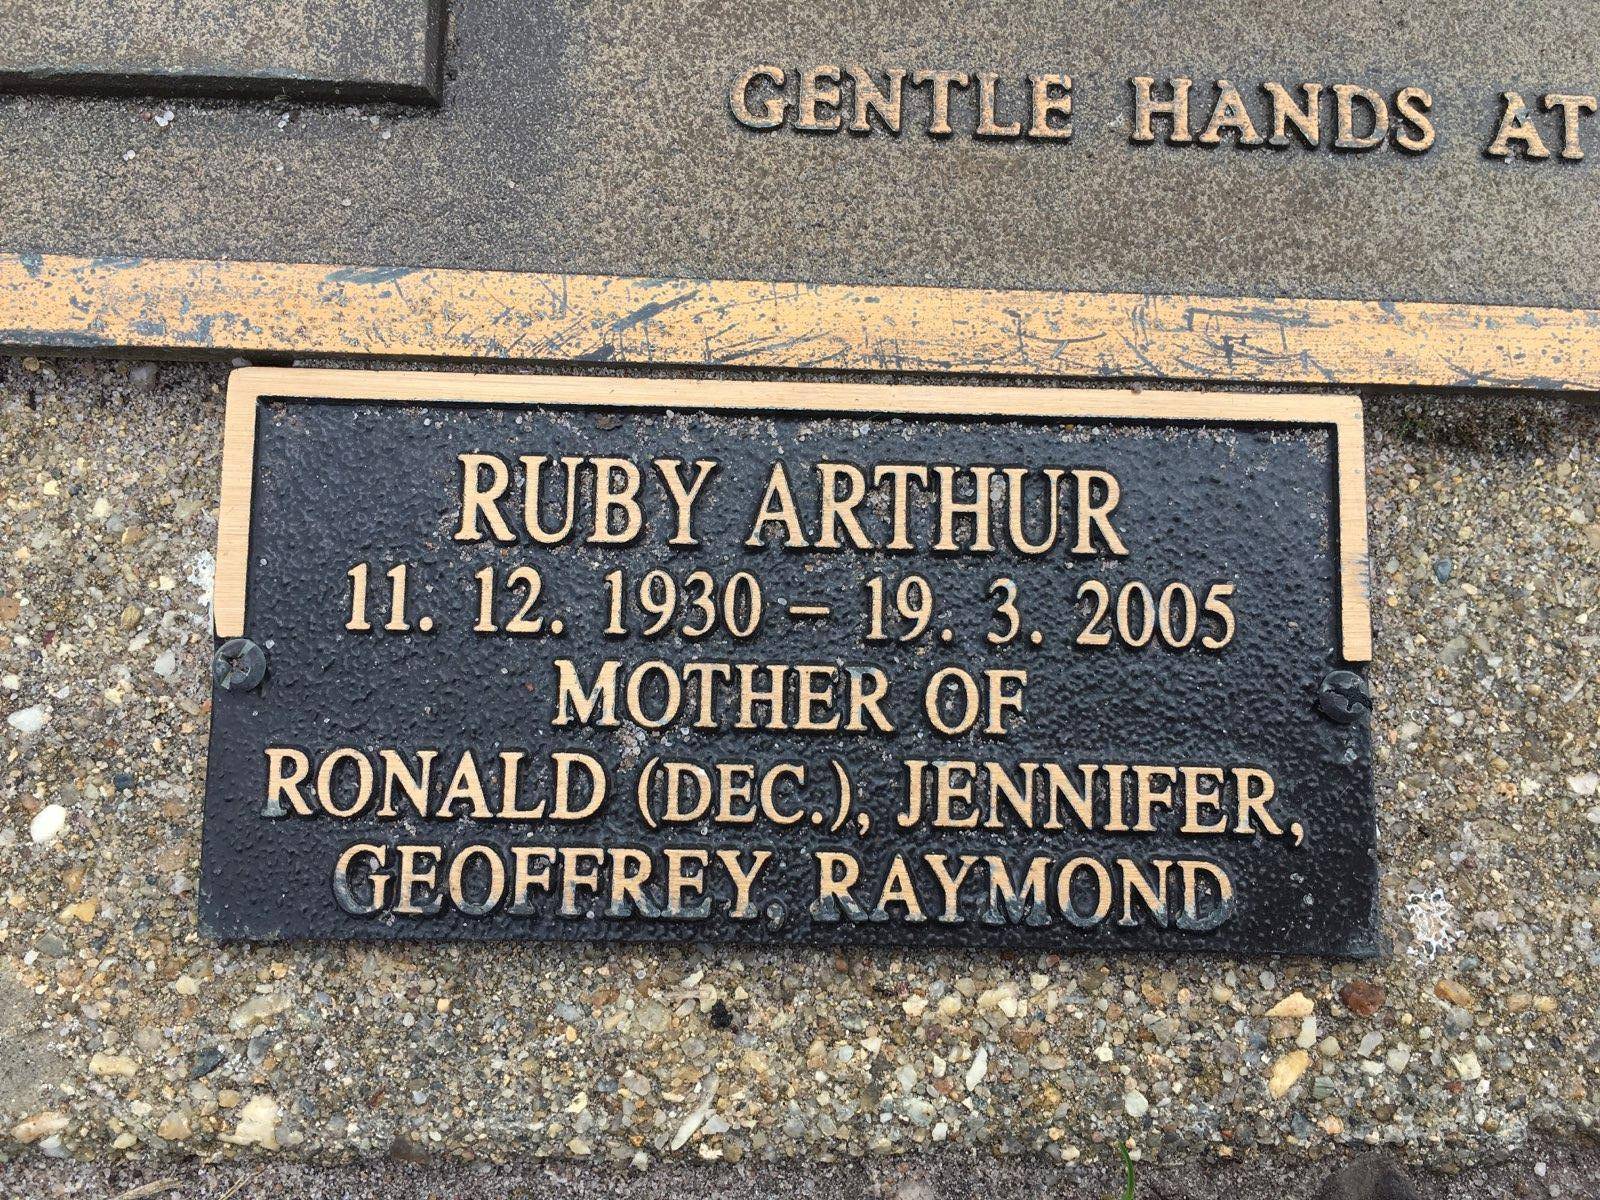 GENTLE HANDS AT
RUBY ARTHUR
11. 12. 1930 – 19. 3. 2005
MOTHER OF
RONALD (DEC.), JENNIFER,
GEOFFREY, RAYMOND